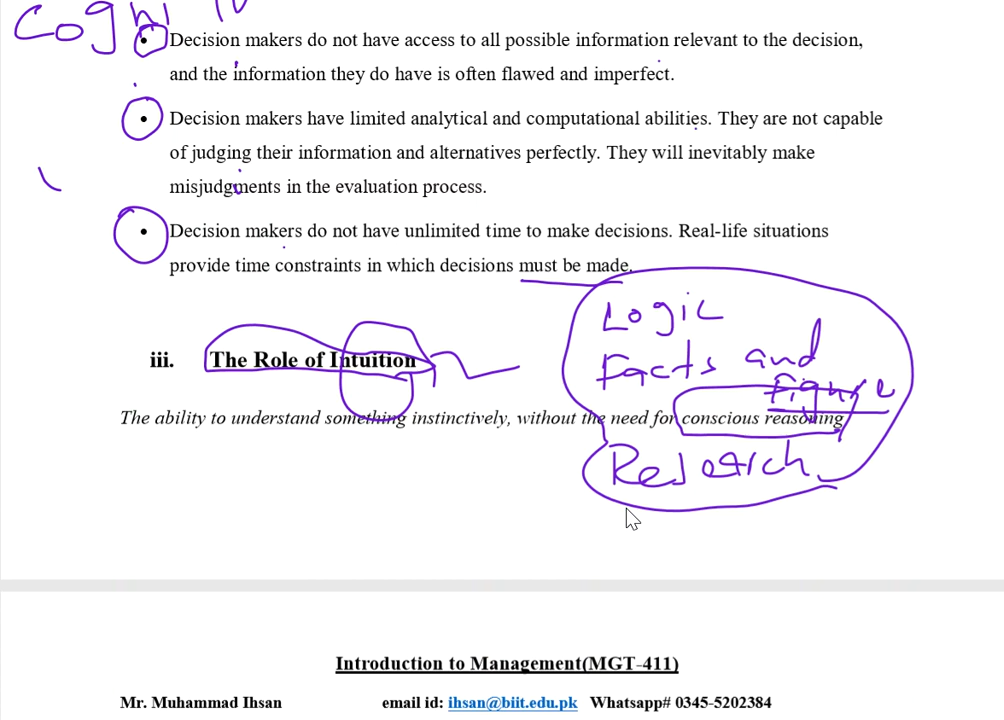 Decision makers do not have access to all possible information relevant to the decision,
and the information they do have is often flawed and imperfect.
Decision makers have limited analytical and computational abilities. They are not capable
of judging their information and alternatives perfectly. They will inevitably make
misjudgments in the evaluation process.
Decision makers do not have unlimited time to make decisions. Real-life situations
provide time constraints in which decisions must be made.
Logic
iii. The Role of Intuition
Facts and
Figure
The ability to understand something instinctively, without the need for conscious reasoning
Research
Introduction to Management(MGT-411)
Mr. Muhammad Ihsan email id: ihsan@biit.edu.pk Whatsapp# 0345-5202384